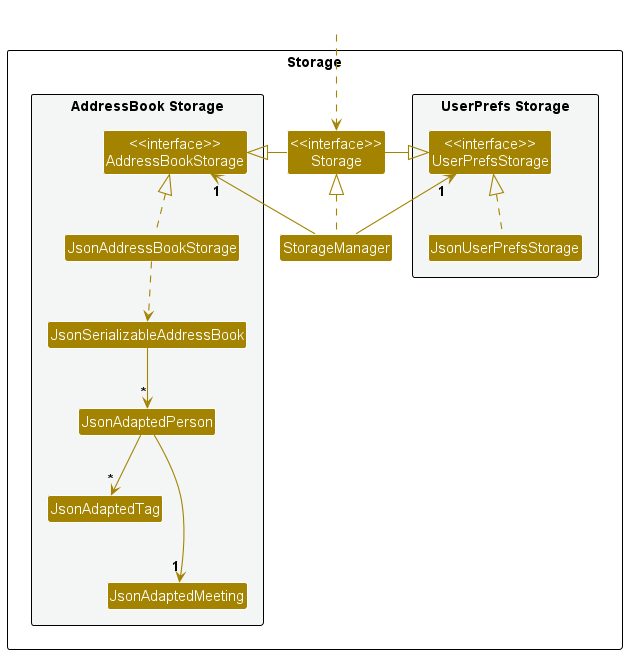 Storage
AddressBook Storage
UserPrefs Storage
<<interface>>
AddressBookStorage
<<interface>>
Storage
<<interface>>
UserPrefsStorage
1
1
JsonAddressBookStorage
StorageManager
JsonUserPrefsStorage
JsonSerializableAddressBook
*
JsonAdaptedPerson
*
JsonAdaptedTag
1
JsonAdaptedMeeting